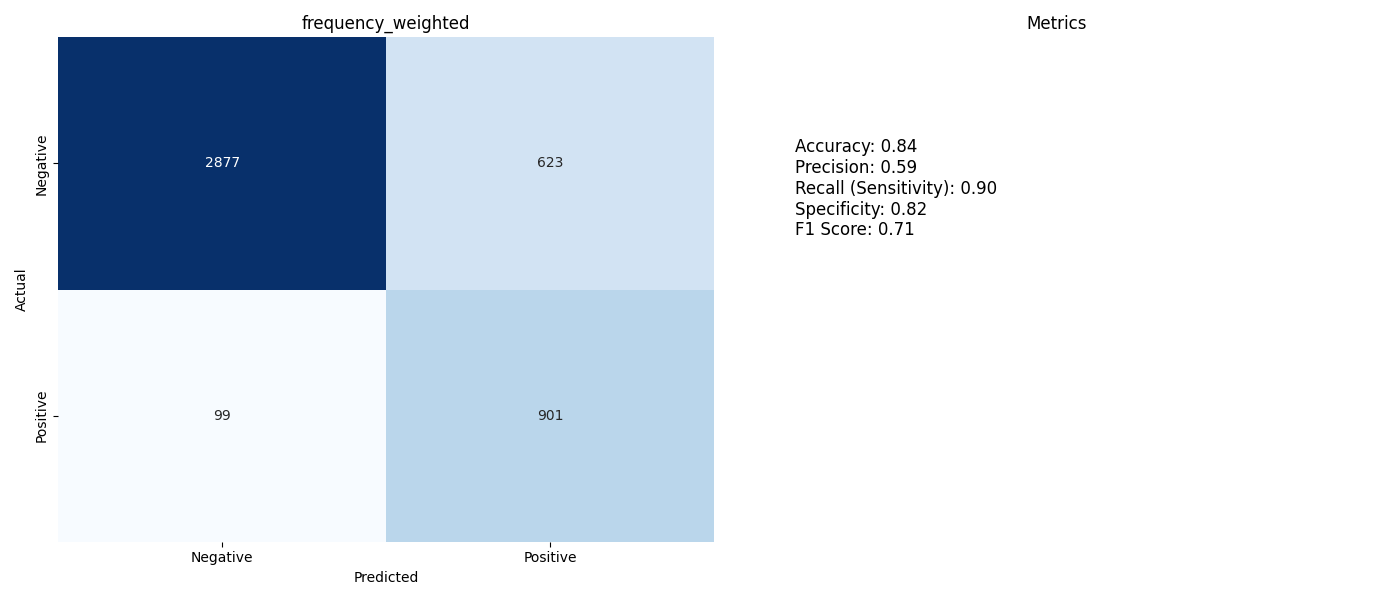 frequency_weighted
Metrics
Negative
2877
623
Accuracy: 0.84
Precision: 0.59
Recall (Sensitivity): 0.90
Specificity: 0.82
F1 Score: 0.71
Actual
Positive
99
901
Negative
Positive
Predicted